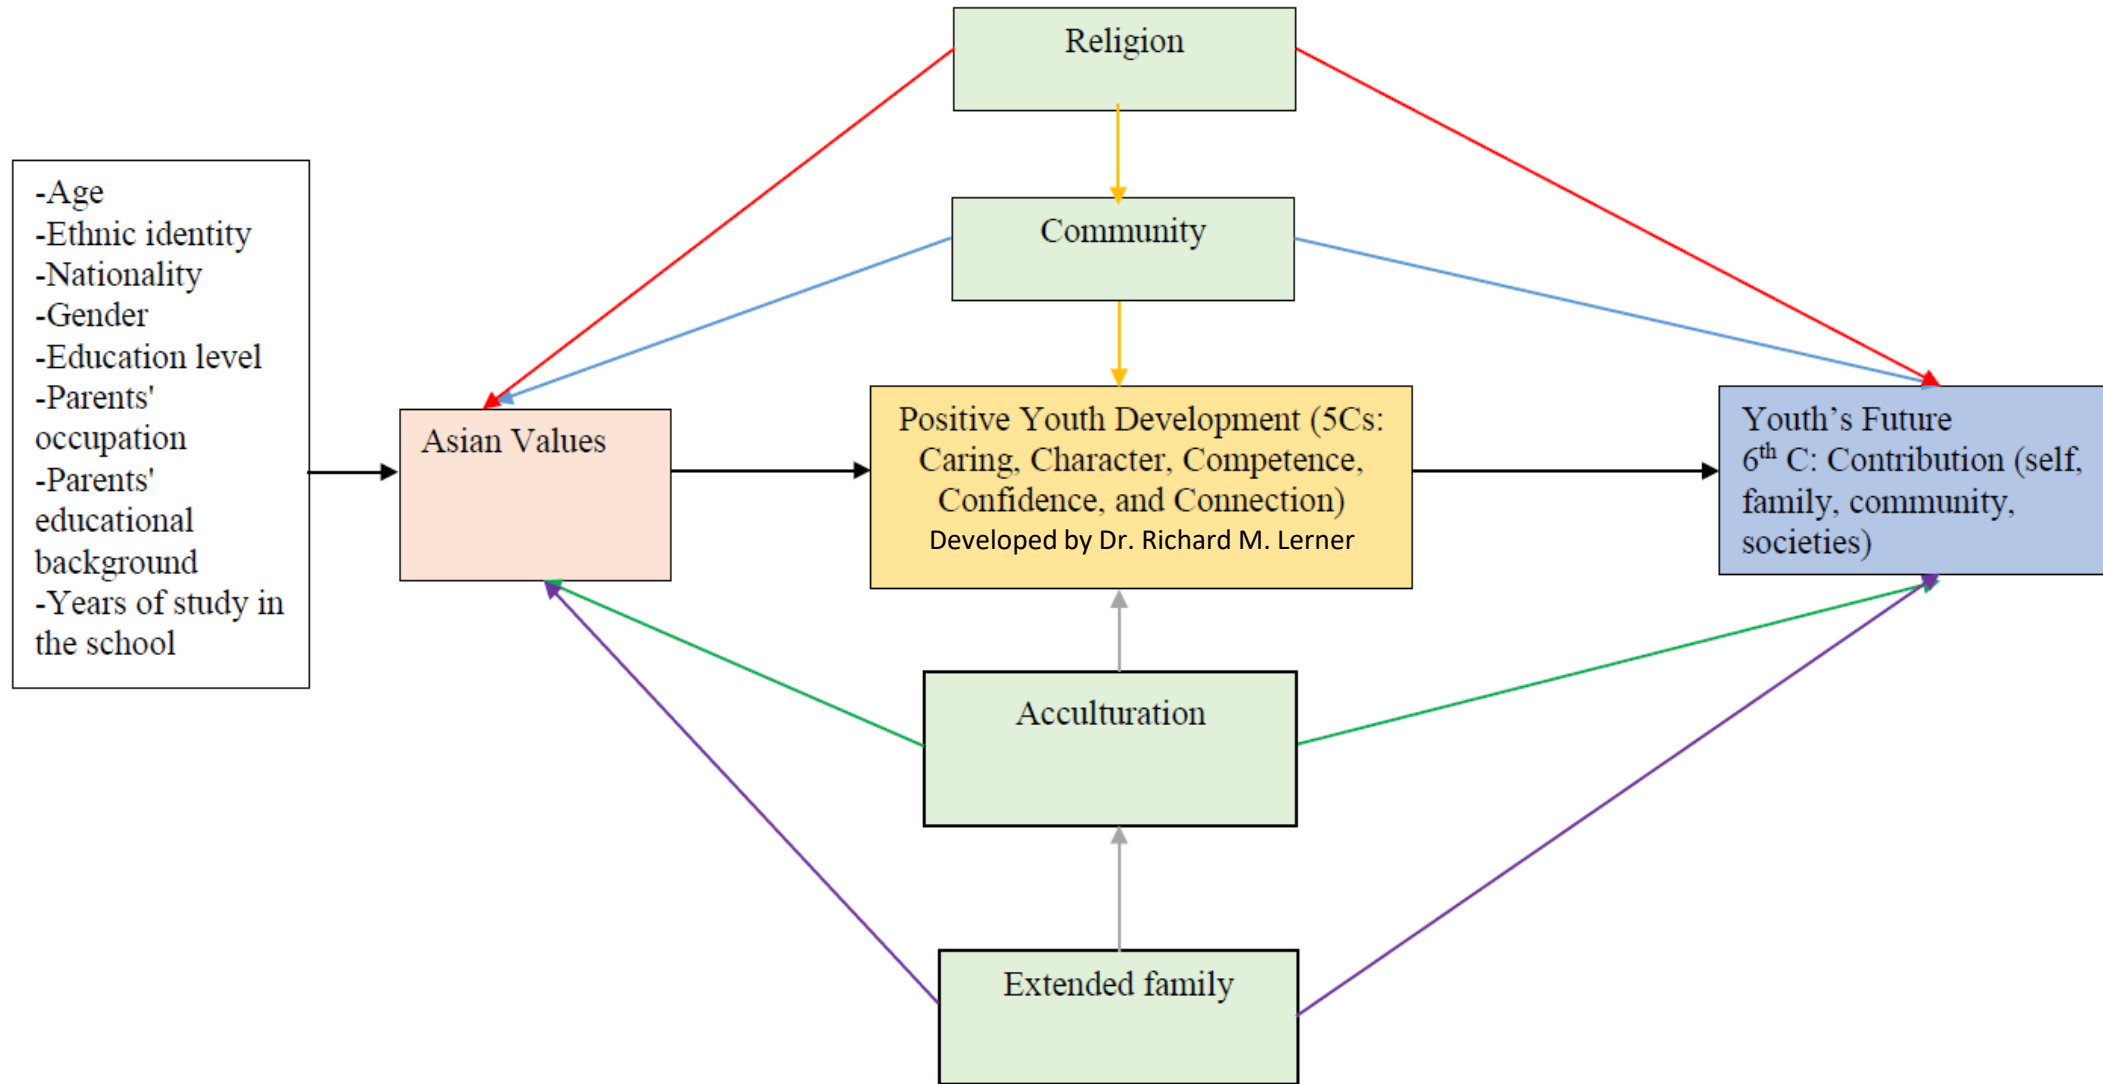 Religion
Community
-Age
-Ethnic identity
-Nationality
-Gender
-Education level
-Parents'
occupation
-Parents'
educational
background
-Years of study in
the school
Asian Values
Positive Youth Development (5Cs:
Caring, Character, Competence,
Confidence, and Connection)
Developed by Dr. Richard M. Lerner
Youth’s Future
6th C: Contribution (self,
family, community,
societies)
Acculturation
Extended family